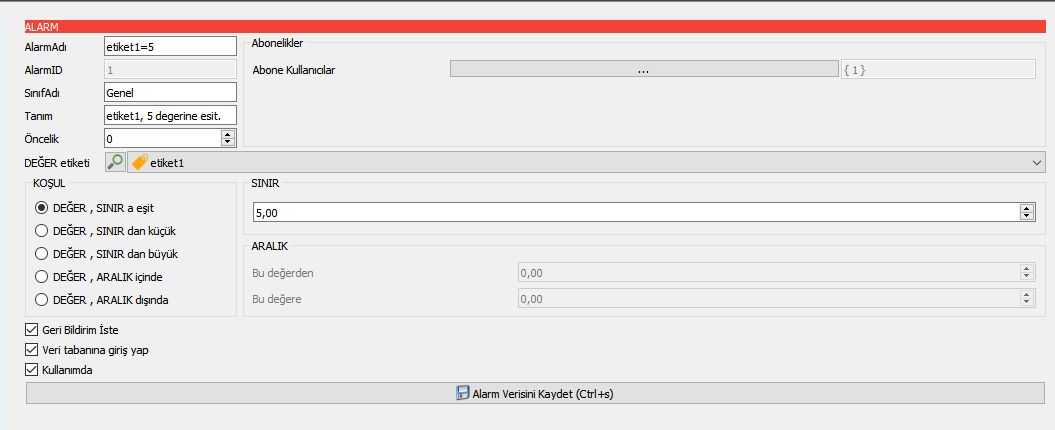 ALARM
AlarmAdı etiket1=5 Abonelikler
AlarmID 1 Abone Kullanıcılar ... {1}
SınıfAdı Genel
Tanım etiket1, 5 degerine esit.
Öncelik 0
DEĞER etiketi etiket1
KOŞUL SINIR
DEĞER , SINIR a eşit 5,00
DEĞER , SINIR dan küçük
DEĞER , SINIR dan büyük ARALIK
DEĞER , ARALIK içinde Bu değerden 0,00
DEĞER , ARALIK dışında Bu değere 0,00
Geri Bildirim İste
Veri tabanına giriş yap
Kullanımda
Alarm Verisini Kaydet (Ctrl+s)